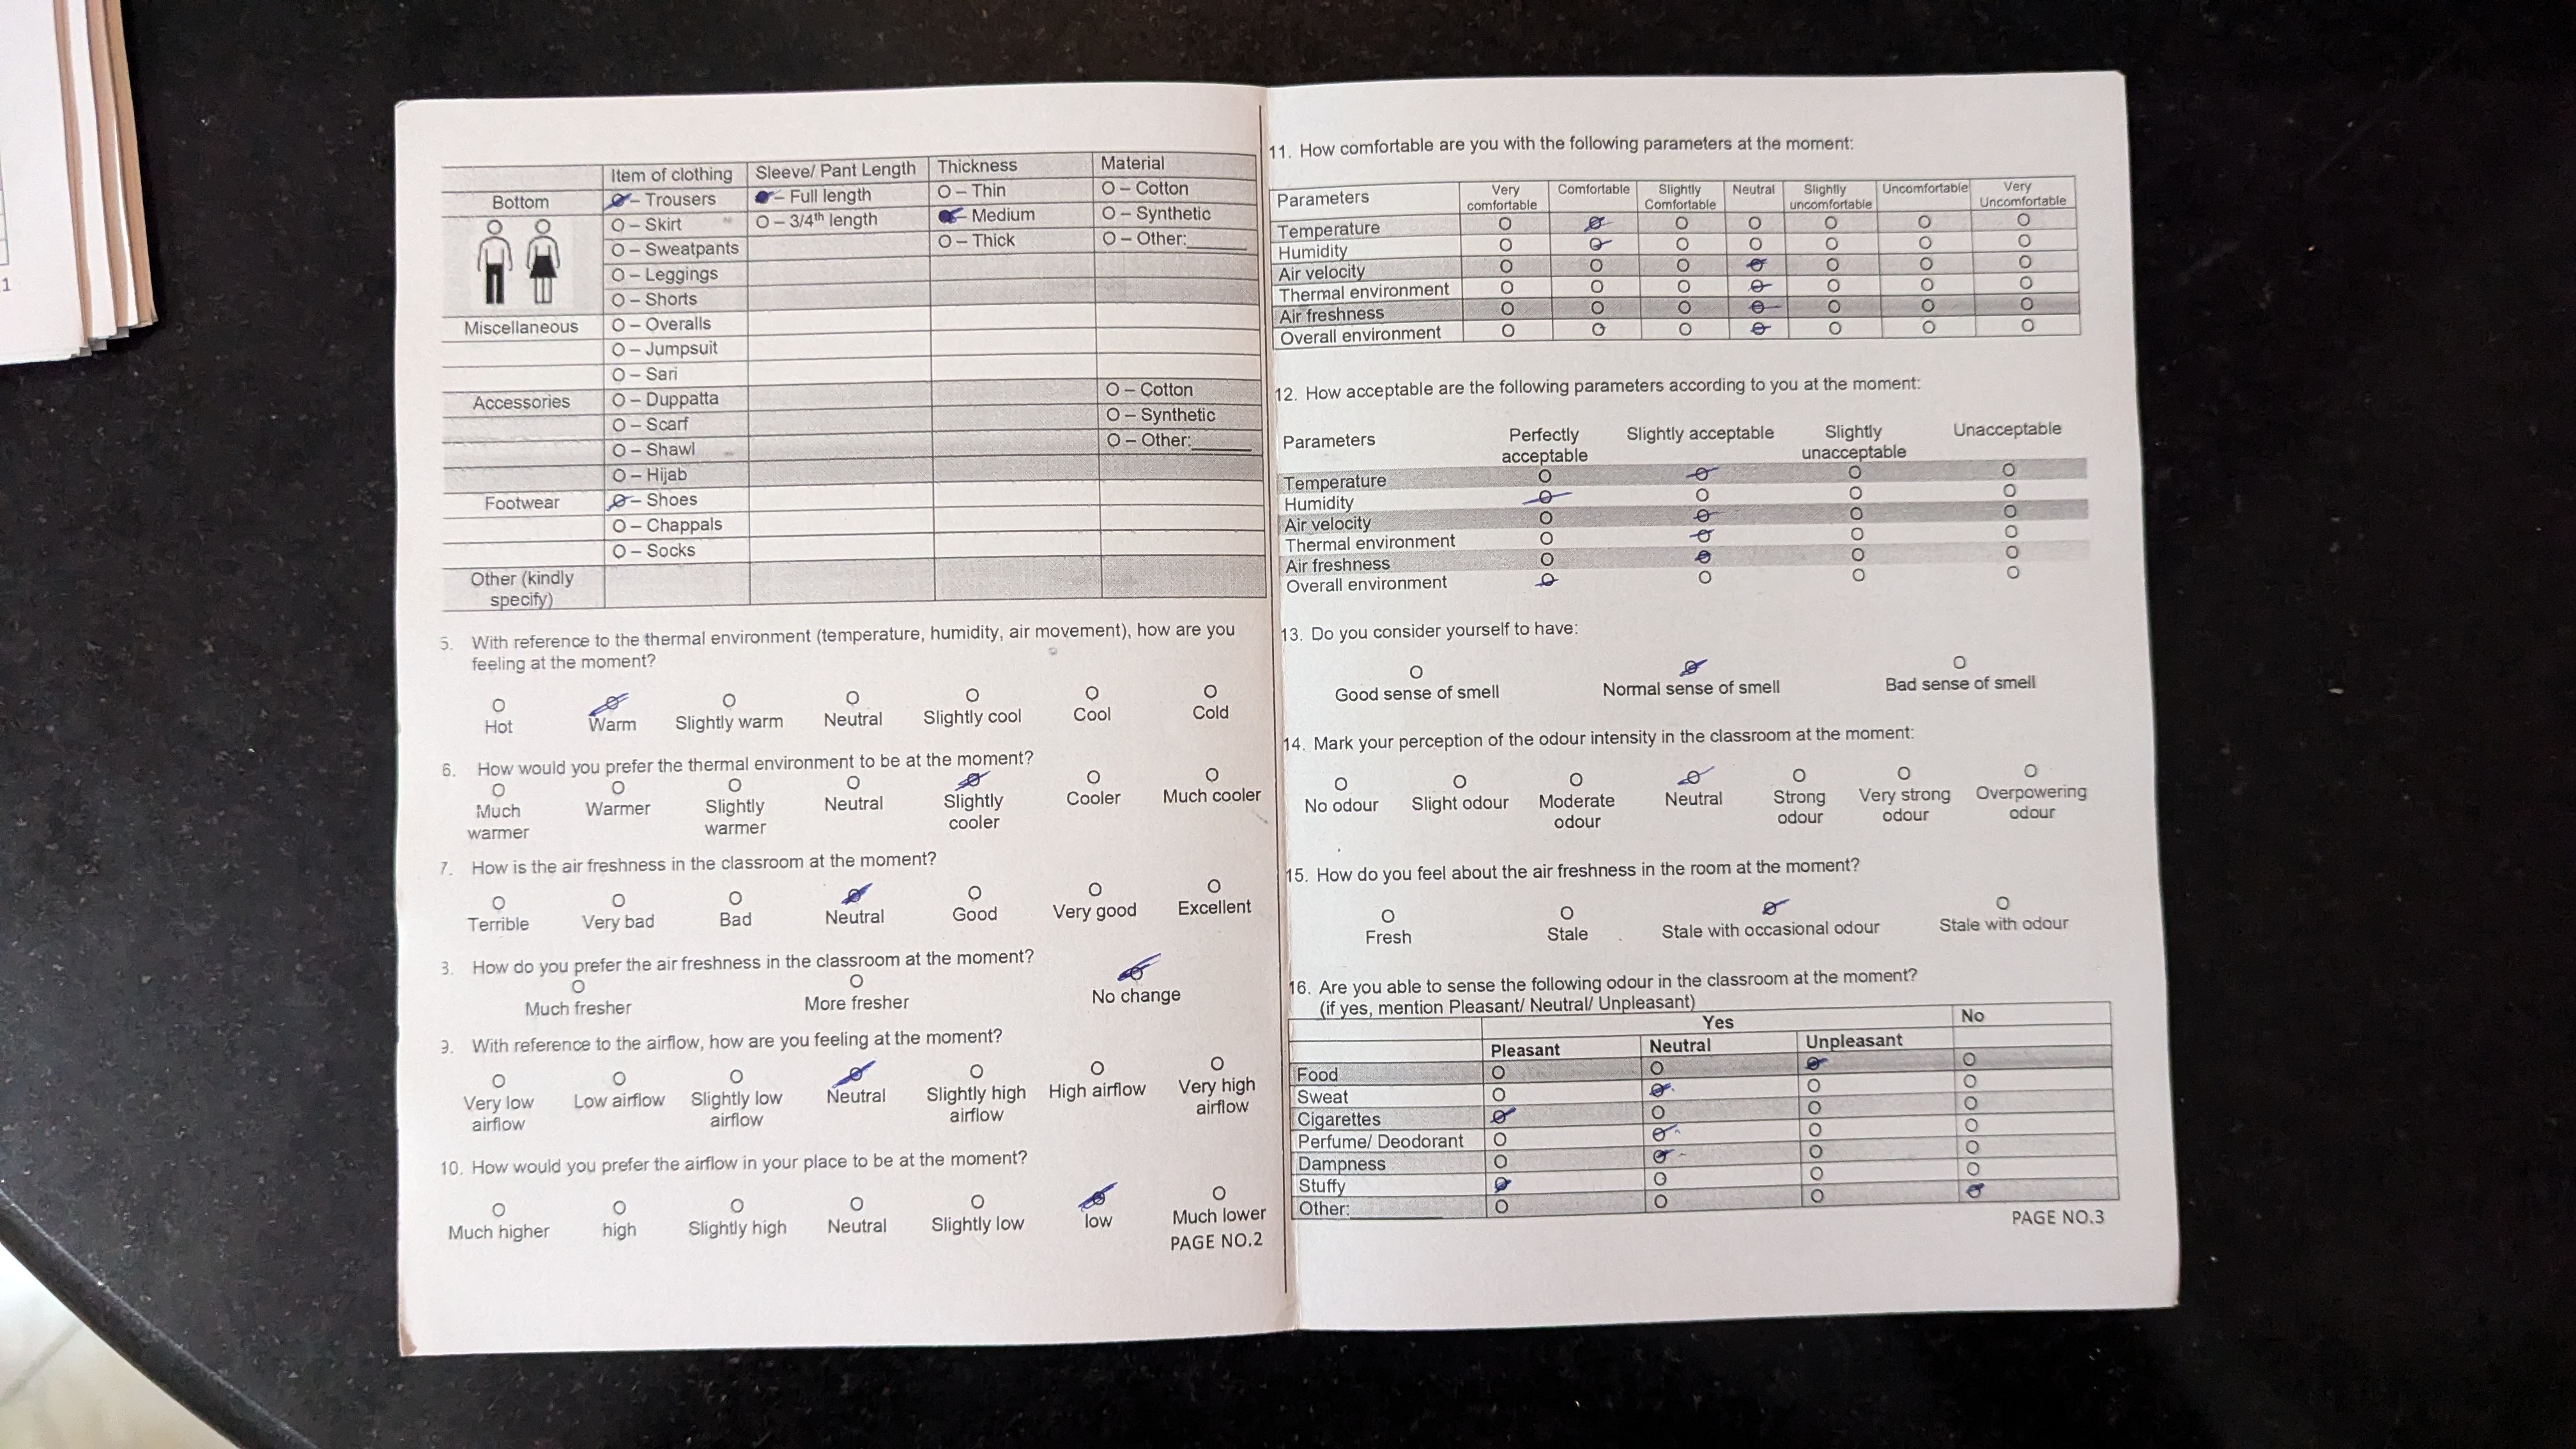 1
Item of clothing Sleeve/ Pant Length Thickness Material
Bottom O – Trousers O – Full length O – Thin O – Cotton
O – Skirt O – 3/4th length O – Medium O – Synthetic
O – Sweatpants O – Thick O – Other:______
O – Leggings
O – Shorts
Miscellaneous O – Overalls
O – Jumpsuit
O – Sari
Accessories O – Duppatta O – Cotton
O – Scarf O – Synthetic
O – Shawl O – Other:______
O – Hijab
Footwear O – Shoes
O – Chappals
O – Socks
Other (kindly
specify)
5. With reference to the thermal environment (temperature, humidity, air movement), how are you
feeling at the moment?
O O O O O O O
Hot Warm Slightly warm Neutral Slightly cool Cool Cold
6. How would you prefer the thermal environment to be at the moment?
O O O O O O O
Much Warmer Slightly Neutral Slightly Cooler Much cooler
warmer warmer cooler
7. How is the air freshness in the classroom at the moment?
O O O O O O O
Terrible Very bad Bad Neutral Good Very good Excellent
3. How do you prefer the air freshness in the classroom at the moment?
O O O
Much fresher More fresher No change
9. With reference to the airflow, how are you feeling at the moment?
O O O O O O O
Very low Low airflow Slightly low Neutral Slightly high High airflow Very high
airflow airflow airflow airflow
10. How would you prefer the airflow in your place to be at the moment?
O O O O O O O
Much higher high Slightly high Neutral Slightly low low Much lower
PAGE NO.2
11. How comfortable are you with the following parameters at the moment:
Parameters Very Comfortable Slightly Neutral Slightly Uncomfortable Very
comfortable Comfortable uncomfortable Uncomfortable
Temperature O O O O O O O
Humidity O O O O O O O
Air velocity O O O O O O O
Thermal environment O O O O O O O
Air freshness O O O O O O O
Overall environment O O O O O O O
12. How acceptable are the following parameters according to you at the moment:
Parameters Perfectly Slightly acceptable Slightly Unacceptable
acceptable unacceptable
Temperature O O O O
Humidity O O O O
Air velocity O O O O
Thermal environment O O O O
Air freshness O O O O
Overall environment O O O O
13. Do you consider yourself to have:
O O O
Good sense of smell Normal sense of smell Bad sense of smell
14. Mark your perception of the odour intensity in the classroom at the moment:
O O O O O O O
No odour Slight odour Moderate Neutral Strong Very strong Overpowering
odour odour odour odour
15. How do you feel about the air freshness in the room at the moment?
O O O O
Fresh Stale Stale with occasional odour Stale with odour
16. Are you able to sense the following odour in the classroom at the moment?
(if yes, mention Pleasant/ Neutral/ Unpleasant)
Yes No
Pleasant Neutral Unpleasant
Food O O O O
Sweat O O O O
Cigarettes O O O O
Perfume/ Deodorant O O O O
Dampness O O O O
Stuffy O O O O
Other:__________ O O O O
PAGE NO.3